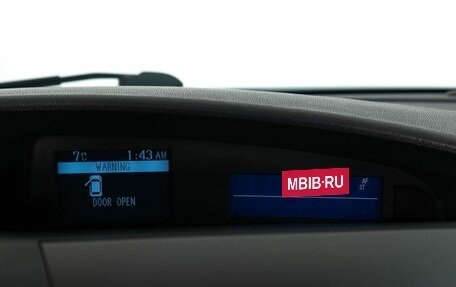 7°C 1:43 AM
WARNING
DOOR OPEN
MBIB·RU
AF
ST